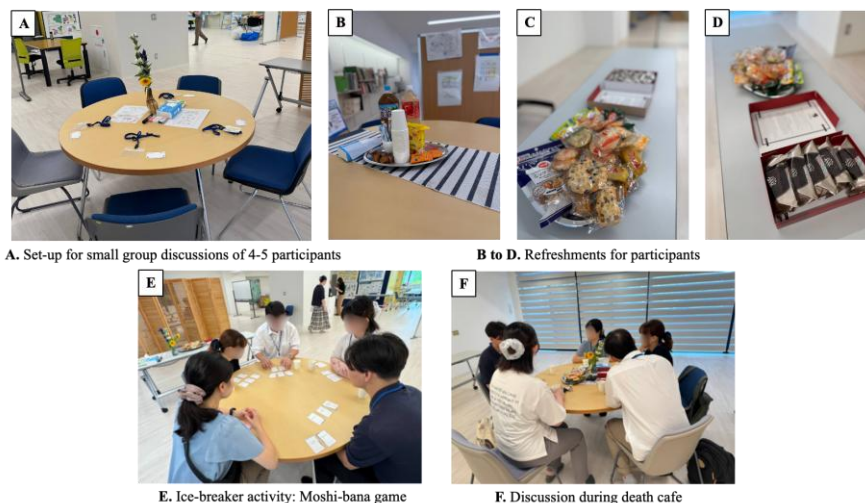 A
B
C
D
A. Set-up for small group discussions of 4-5 participants
B to D. Refreshments for participants
E
F
E. Ice-breaker activity: Moshi-bana game
F. Discussion during death cafe